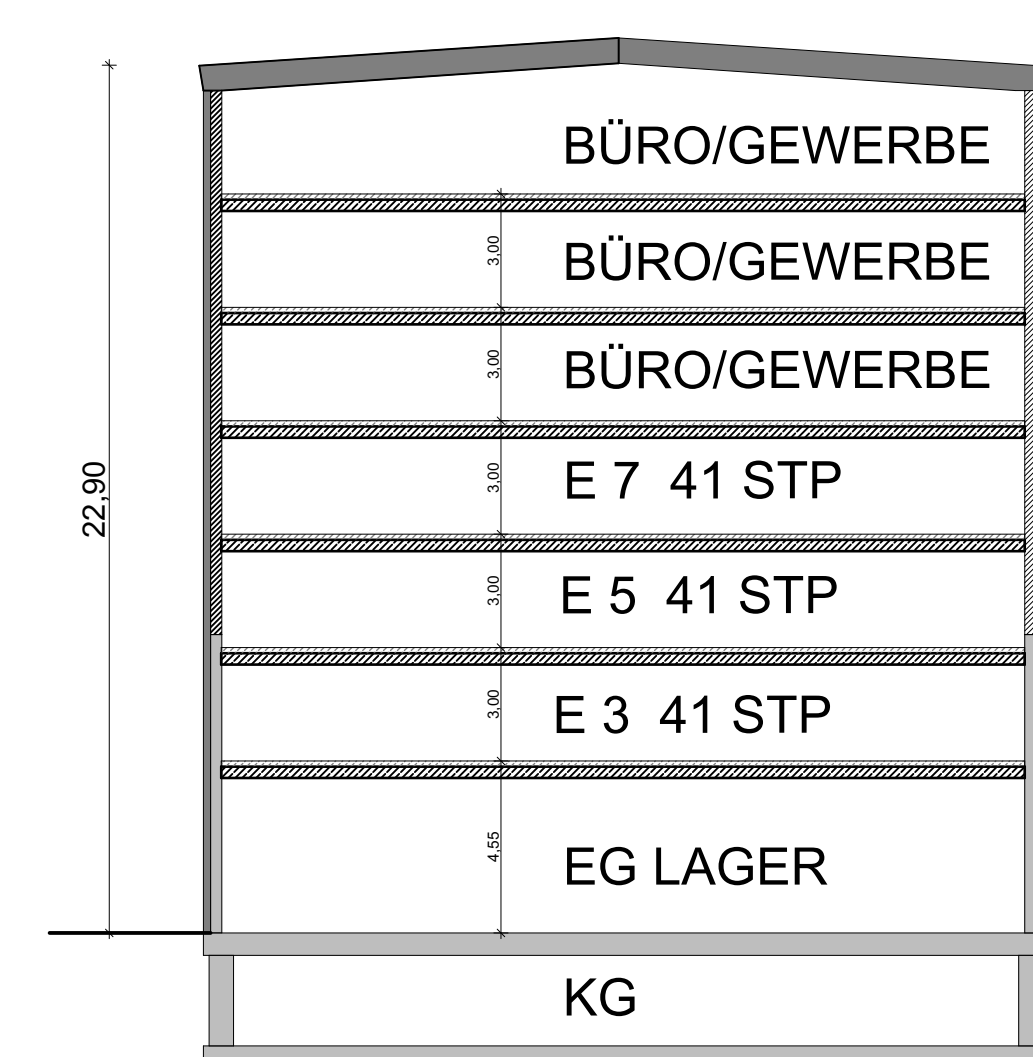 BÜRO/GEWERBE
3,00
BÜRO/GEWERBE
3,00
BÜRO/GEWERBE
22,90
3,00
E 7 41 STP
3,00
E 5 41 STP
3,00
E 3 41 STP
4,55
EG LAGER
KG